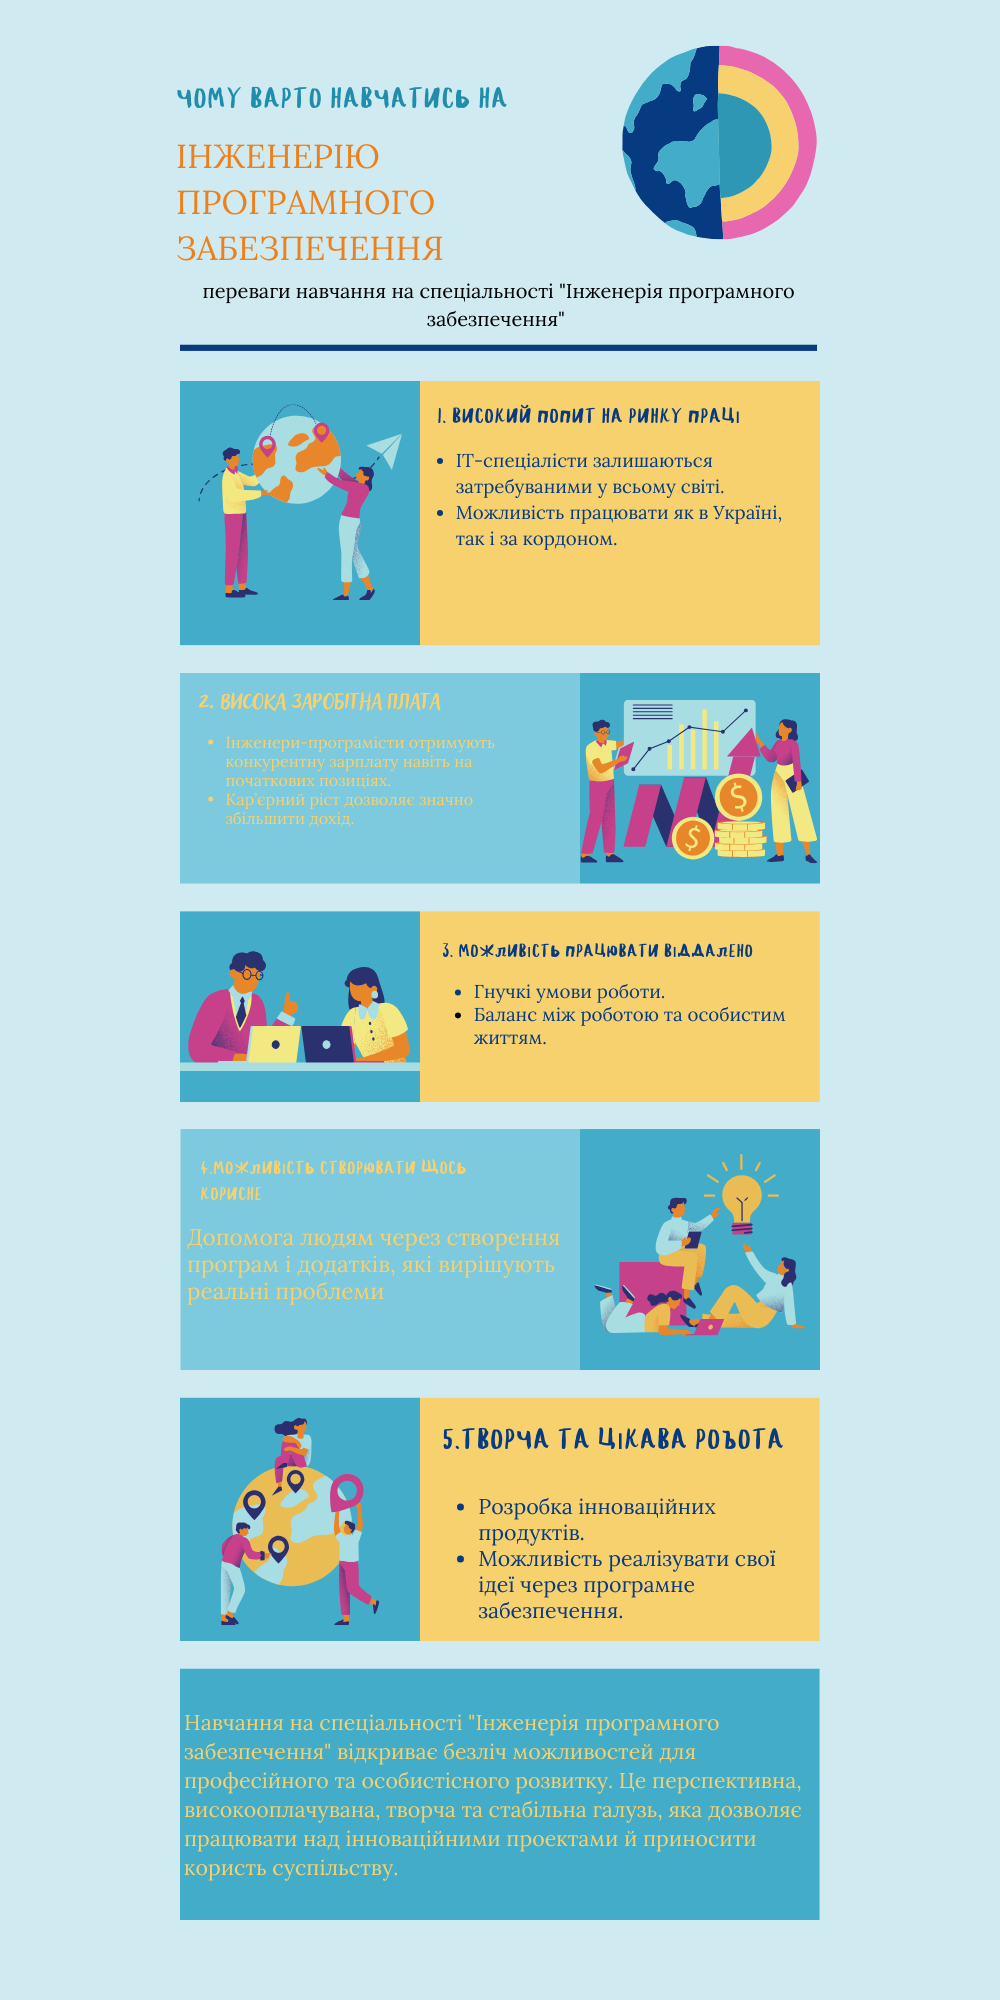 ЧОМУ ВАРТО НАВЧАТИСЬ НА
ІНЖЕНЕРІЮ
ПРОГРАМНОГО
ЗАБЕЗПЕЧЕННЯ
переваги навчання на спеціальності "Інженерія програмного
забезпечення"
1. ВИСОКИЙ ПОПИТ НА РИНКУ ПРАЦІ
• ІТ-спеціалісти залишаються
затребуваними у всьому світі.
• Можливість працювати як в Україні,
так і за кордоном.
2. ВИСОКА ЗАРОБІТНА ПЛАТА
• Інженери-програмісти отримують
конкурентну зарплату навіть на
початкових позиціях.
• Кар'єрний ріст дозволяє значно
збільшити дохід.
3. МОЖЛИВІСТЬ ПРАЦЮВАТИ ВІДДАЛЕНО
• Гнучкі умови роботи.
• Баланс між роботою та особистим
життям.
4.МОЖЛИВІСТЬ СТВОРЮВАТИ ЩОСЬ
КОРИСНЕ
Допомога людям через створення
програм і додатків, які вирішують
реальні проблеми
5.ТВОРЧА ТА ЦІКАВА РОБОТА
• Розробка інноваційних
продуктів.
• Можливість реалізувати свої
ідеї через програмне
забезпечення.
Навчання на спеціальності "Інженерія програмного
забезпечення" відкриває безліч можливостей для
професійного та особистісного розвитку. Це перспективна,
високооплачувана, творча та стабільна галузь, яка дозволяє
працювати над інноваційними проектами й приносити
користь суспільству.